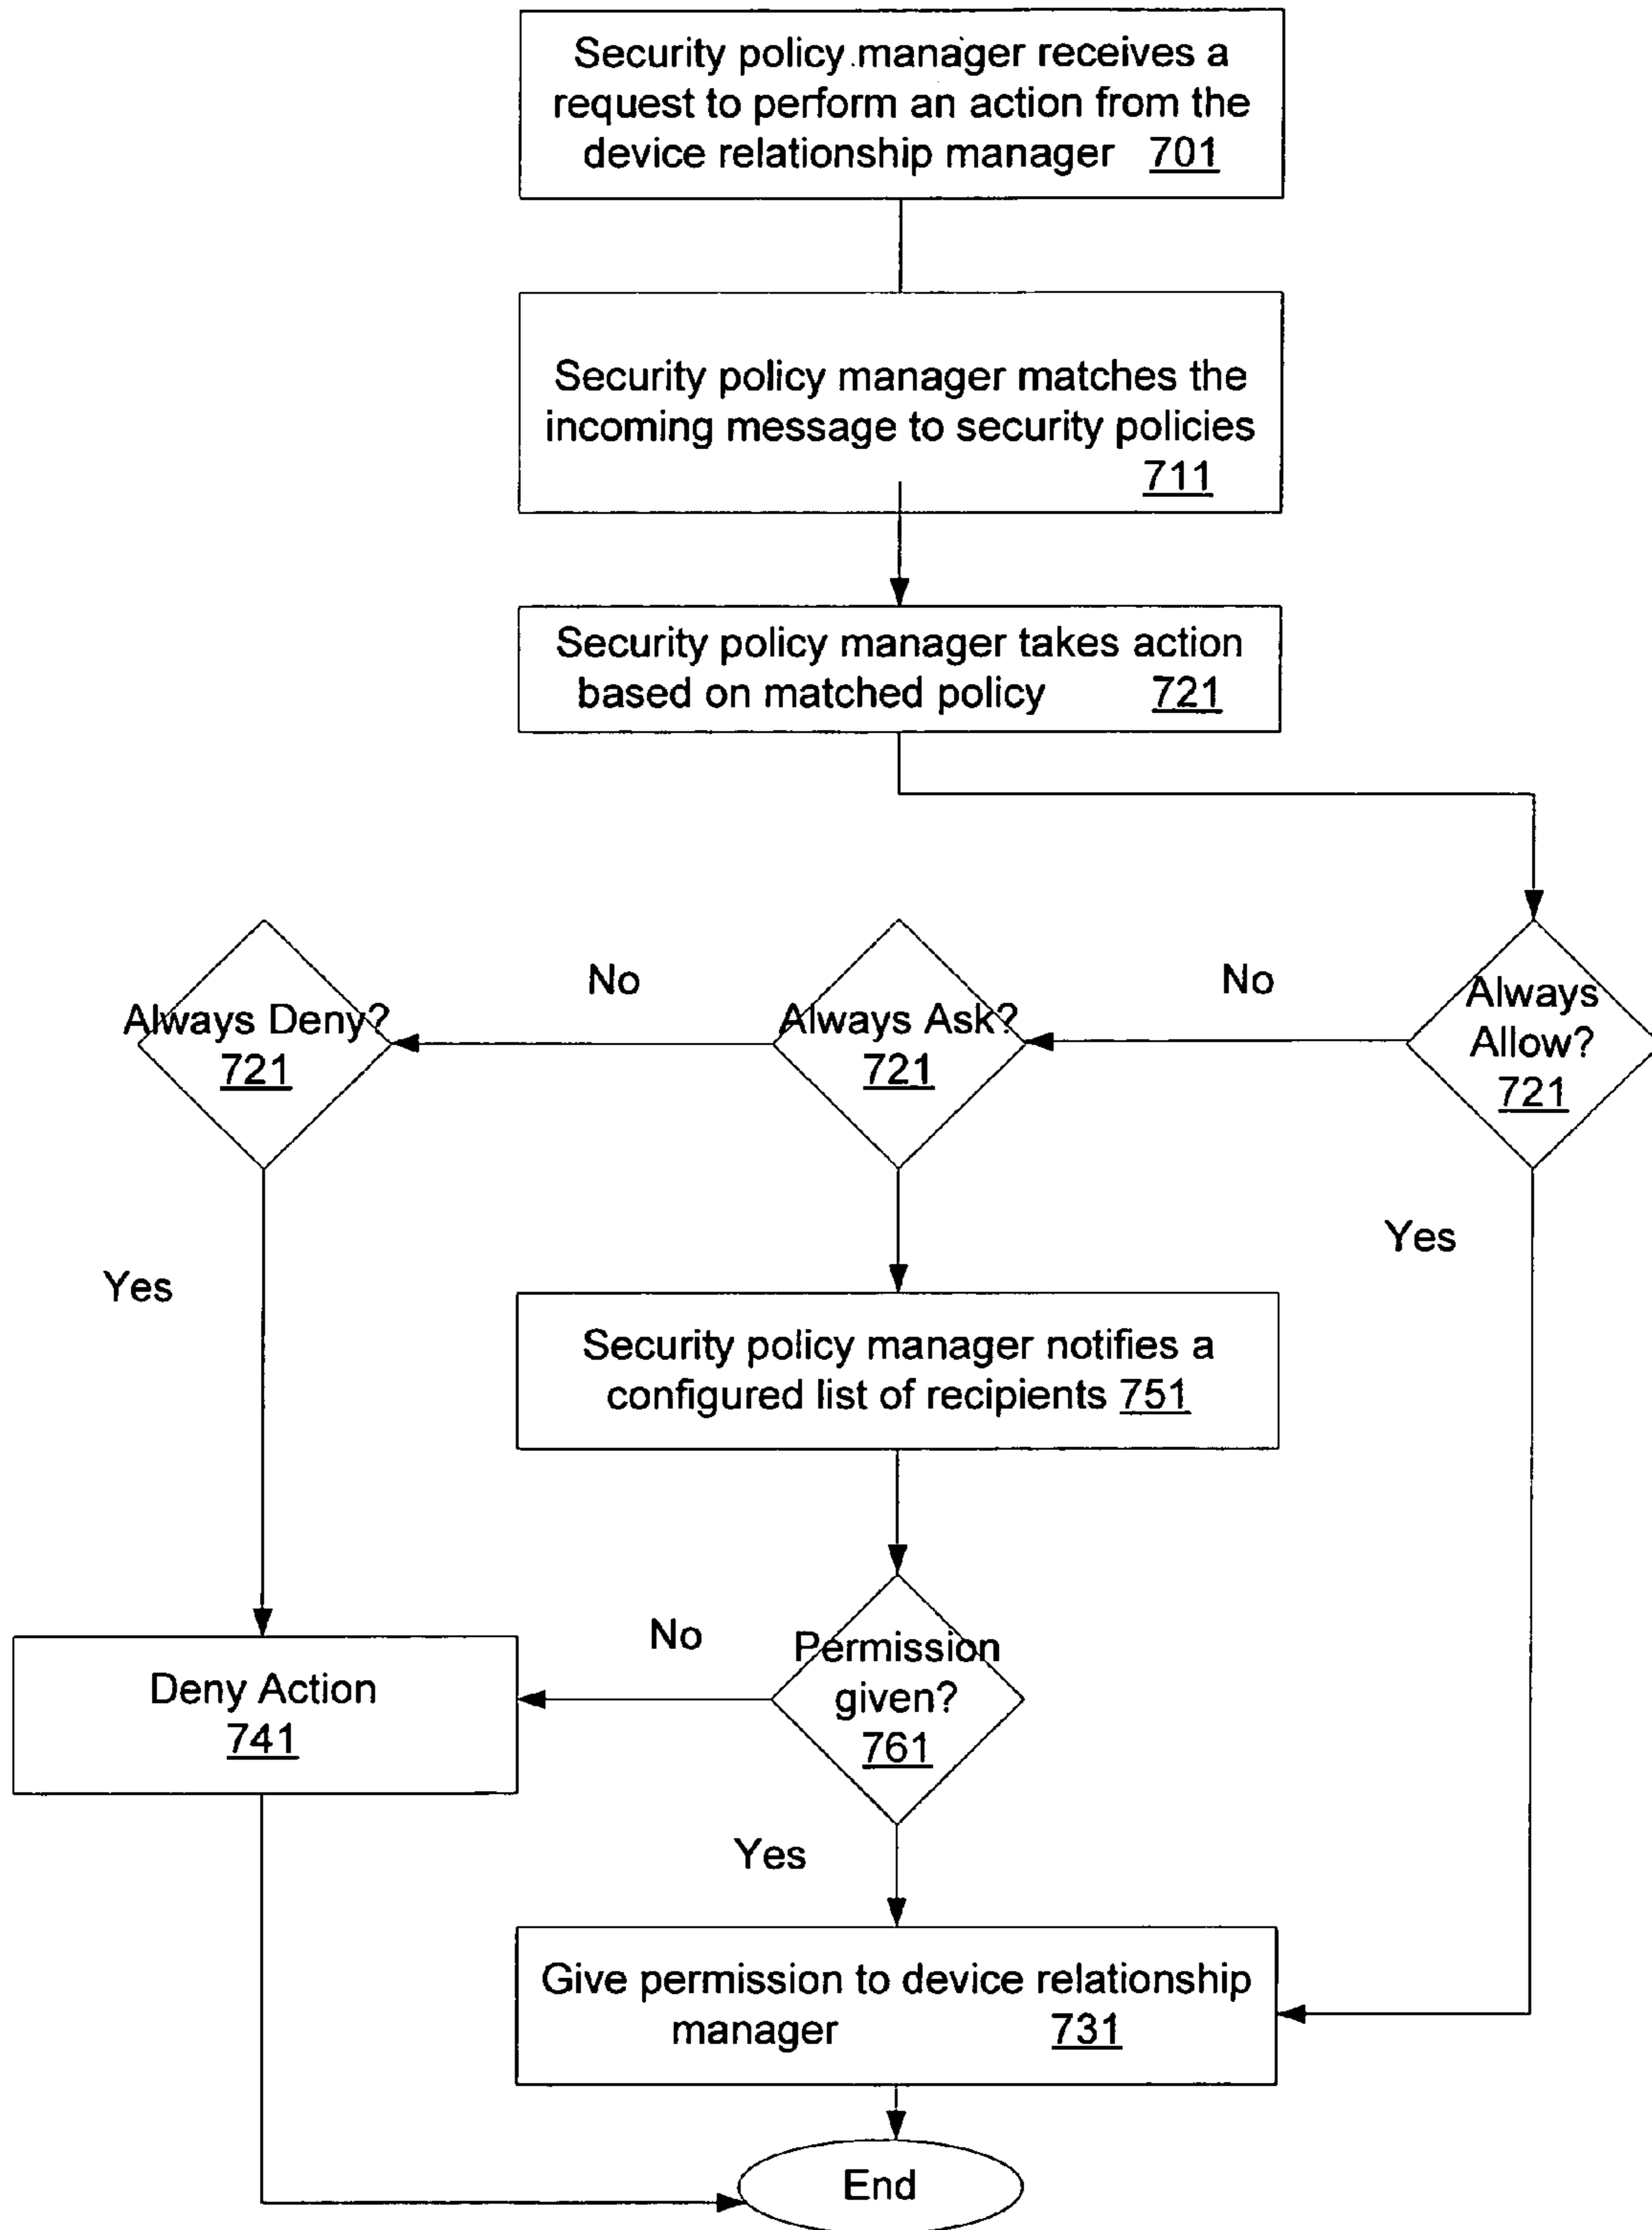 Security policy manager receives a
request to perform an action from the
device relationship manager 701
Security policy manager matches the
incoming message to security policies
711
Security policy manager takes action
based on matched policy 721
No
No
Always Deny?
721
Always Ask?
721
Always
Allow?
721
Yes
Yes
Security policy manager notifies a
configured list of recipients 751
No
Permission
given?
761
Deny Action
741
Yes
Give permission to device relationship
manager 731
End